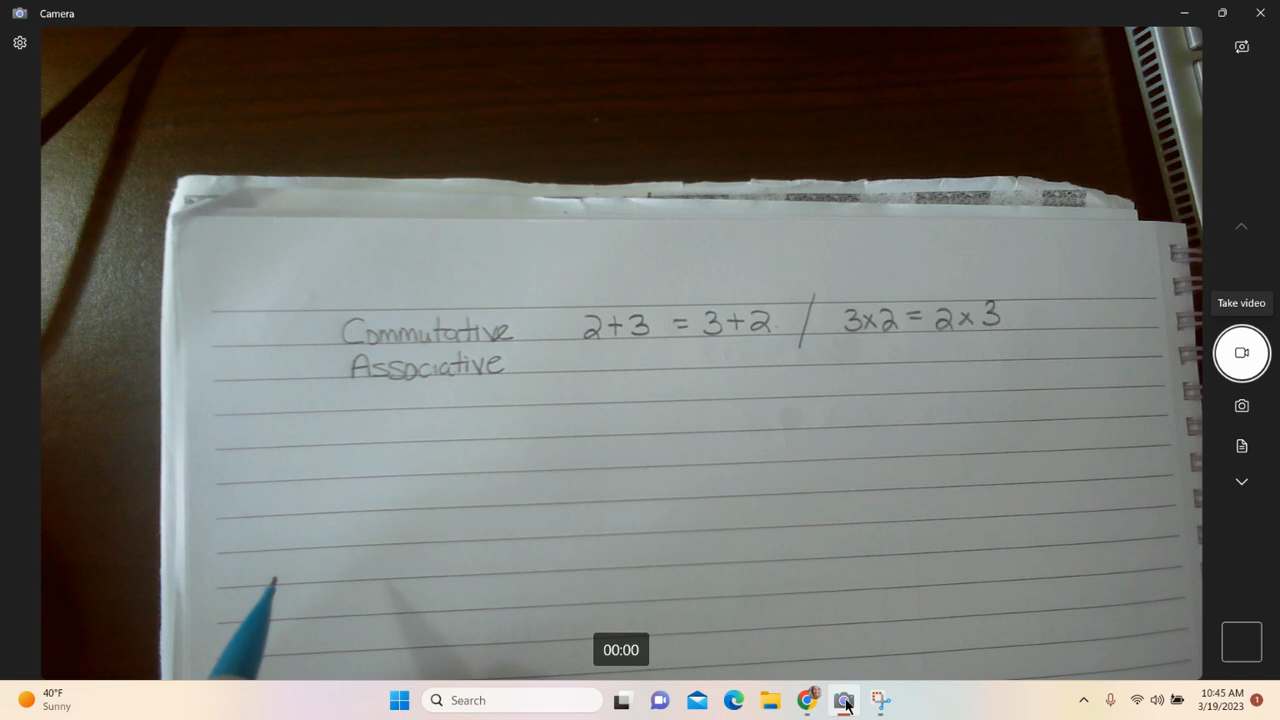 Camera
Commutative 2+3 = 3+2 / 3x2 = 2x3
Associative
Take video
00:00
40°F
Sunny
Search
10:45 AM
3/19/2023
1